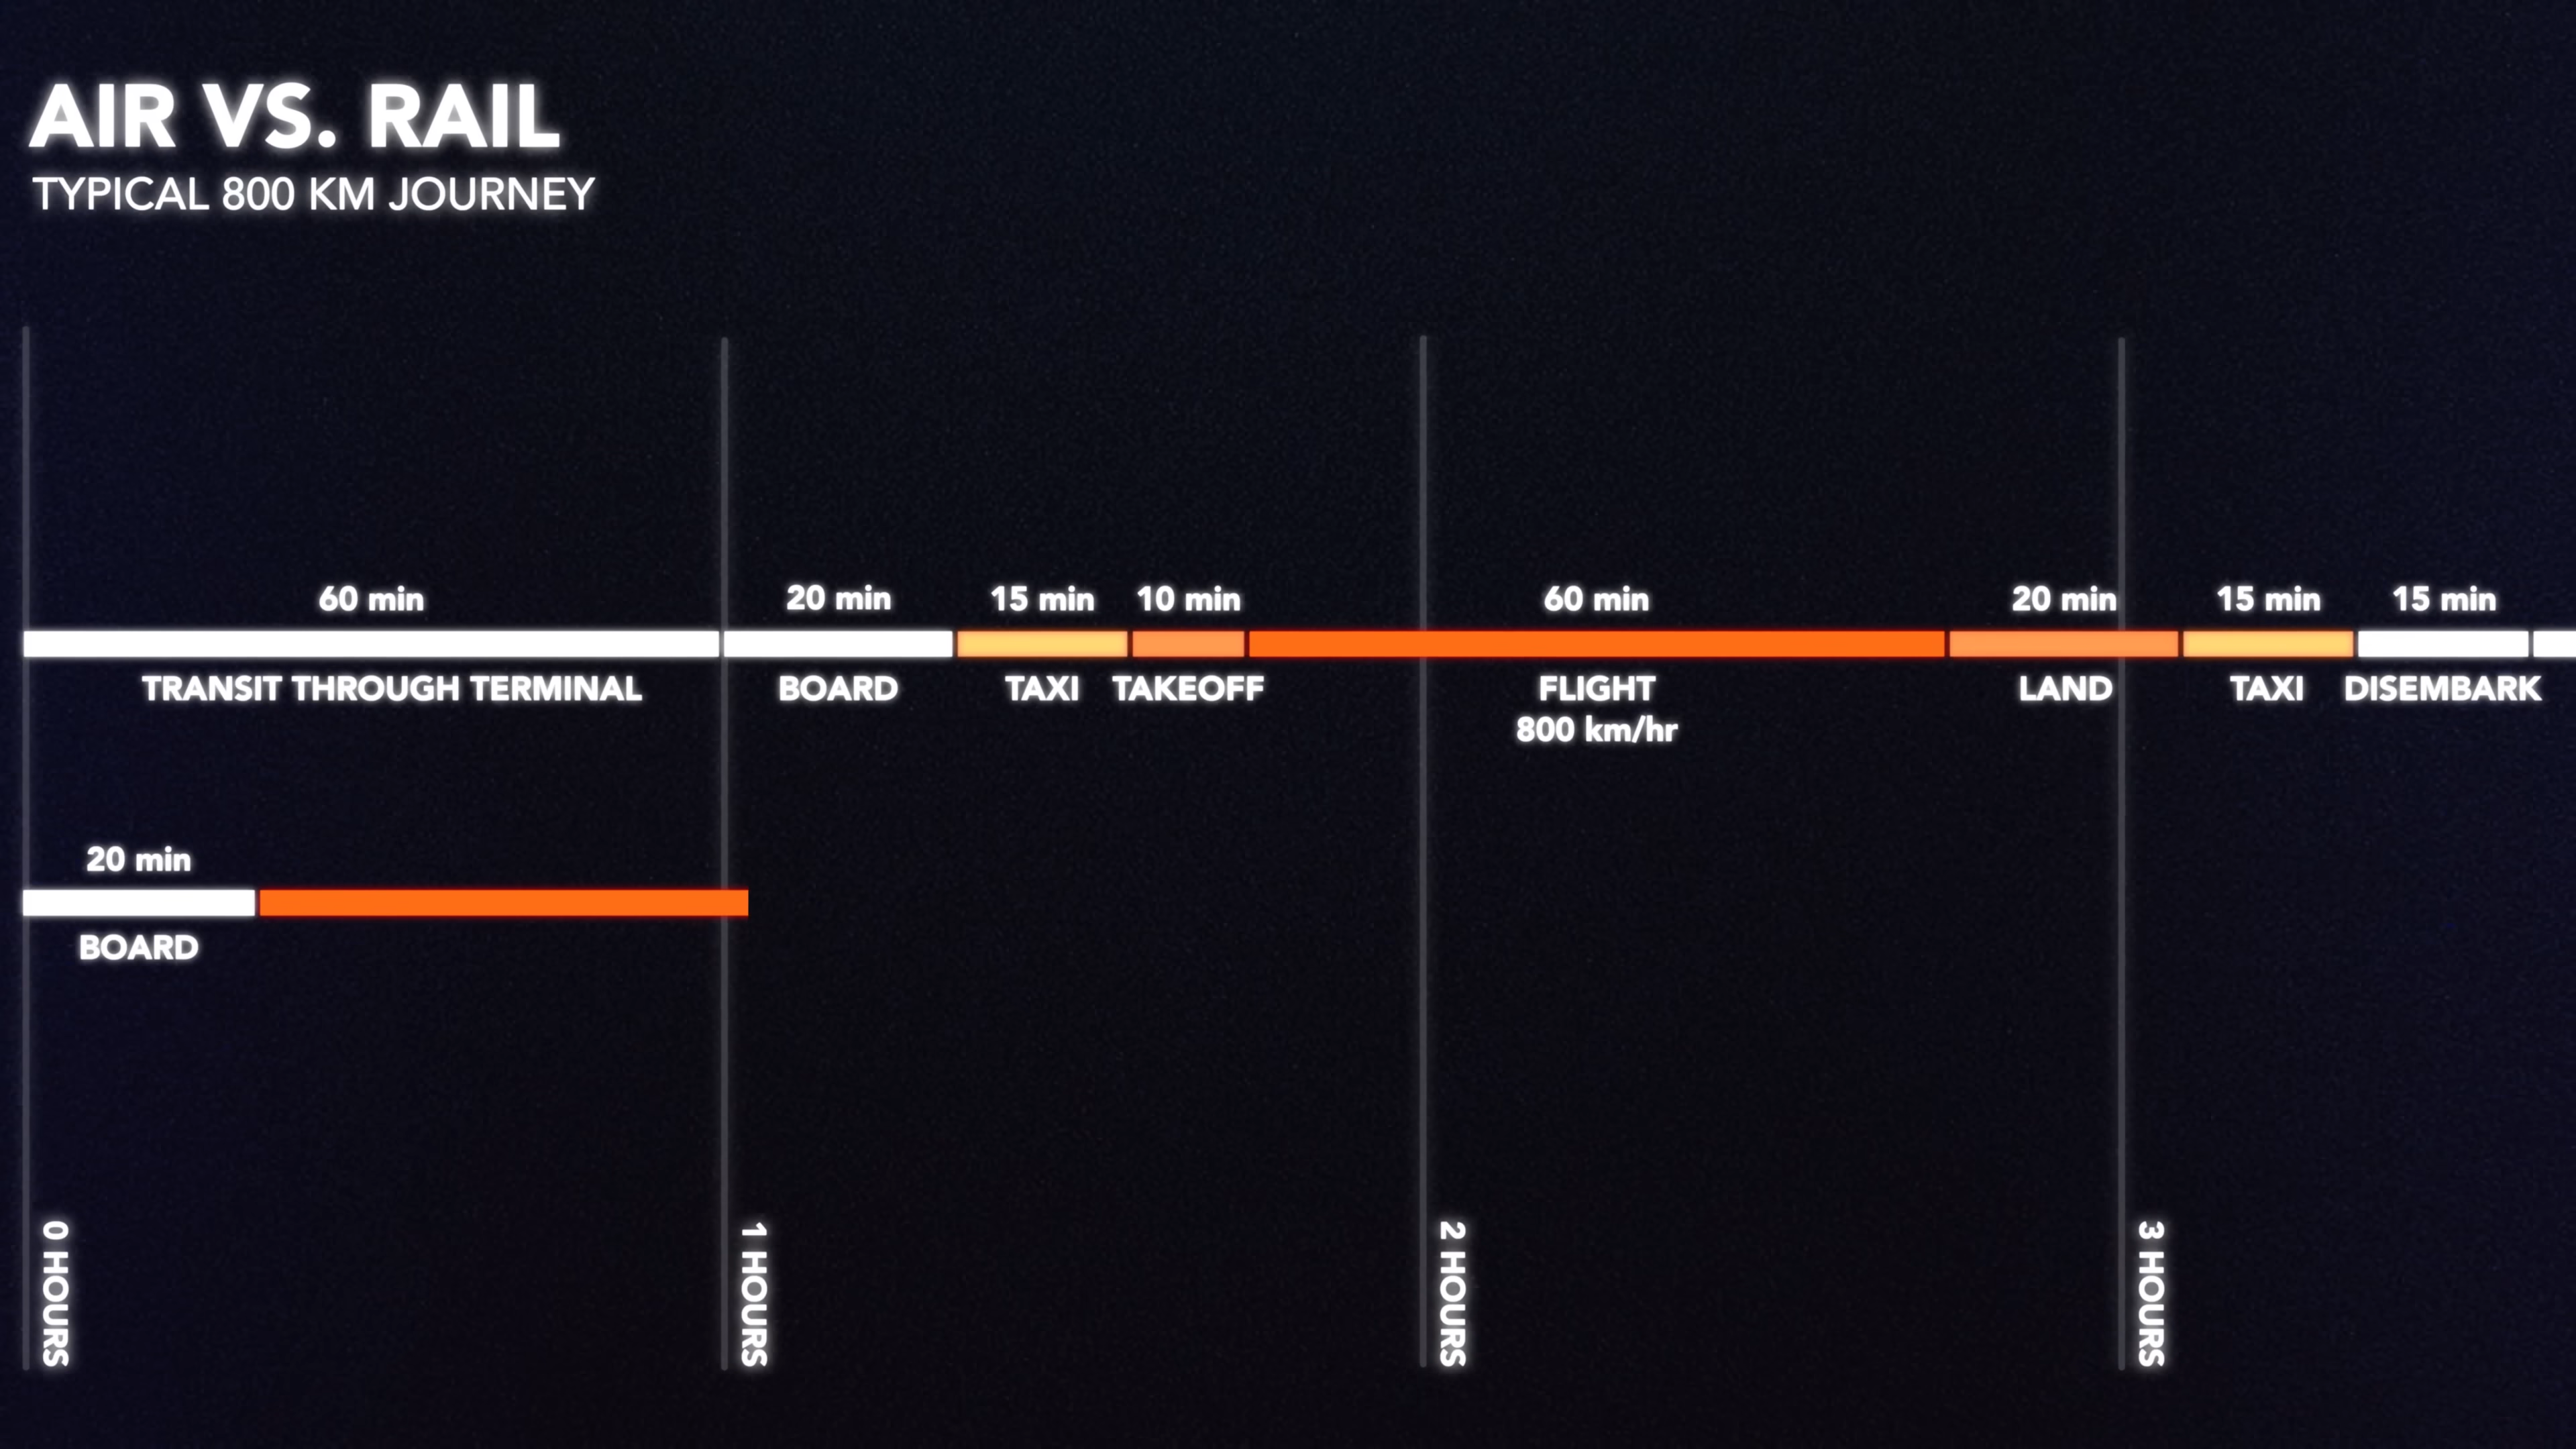 AIR VS. RAIL
TYPICAL 800 KM JOURNEY
60 min
20 min
15 min
10 min
60 min
20 min
15 min
15 min
TRANSIT THROUGH TERMINAL
BOARD
TAXI
TAKEOFF
FLIGHT
800 km/hr
LAND
TAXI
DISEMBARK
20 min
BOARD
0 HOURS
1 HOURS
2 HOURS
3 HOURS